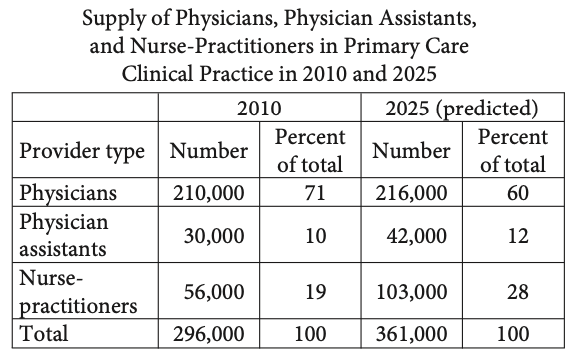 Supply of Physicians, Physician Assistants,
and Nurse-Practitioners in Primary Care
Clinical Practice in 2010 and 2025
2010 2025 (predicted)
Provider type Number Percent of total Number Percent of total
Physicians 210,000 71 216,000 60
Physician assistants 30,000 10 42,000 12
Nurse-practitioners 56,000 19 103,000 28
Total 296,000 100 361,000 100